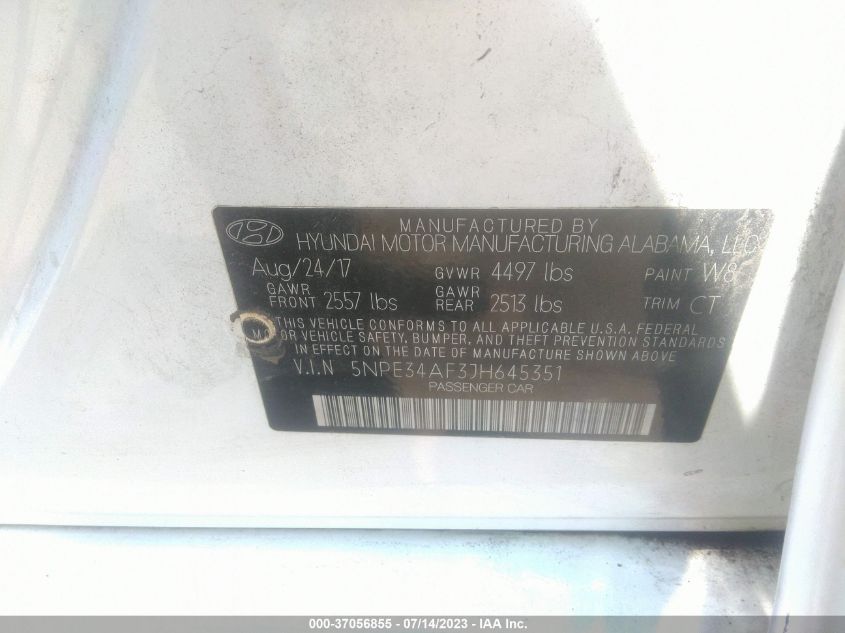 MANUFACTURED BY
HYUNDAI MOTOR MANUFACTURING ALABAMA, LLC
Aug/24/17 GVWR 4497 lbs PAINT W8
GAWR FRONT 2557 lbs GAWR REAR 2513 lbs TRIM CT
THIS VEHICLE CONFORMS TO ALL APPLICABLE U.S.A. FEDERAL
MOTOR VEHICLE SAFETY, BUMPER, AND THEFT PREVENTION STANDARDS
IN EFFECT ON THE DATE OF MANUFACTURE SHOWN ABOVE
V.I.N 5NPE34AF3JH645351
PASSENGER CAR
000-37056855 - 07/14/2023 - IAA Inc.